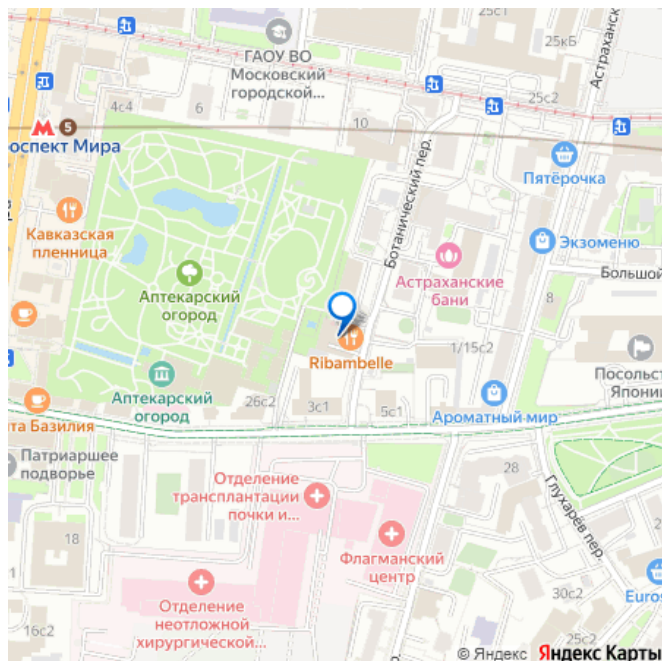 25с1
25кБ
Астраханск
ГАОУ ВО
Московский
городской...
4с4
6
10
25с2
5
роспект Мира
Ботанический пер.
Пятёрочка
Кавказская
пленница
Экзоменю
Астраханские
бани
Большой
Аптекарский
огород
8
Ribambelle
1/15с2
Посольст
Японии
Аптекарский
огород
26с2
3с1
5с1
Ароматный мир
та Базилия
Патриаршее
подворье
Отделение
трансплантации
почки и...
28
Глухарёв пер.
18
Флагманский
центр
Отделение
неотложной
хирургической...
30с2
Euros
16с2
25с2
© Яндекс Яндекс Карты